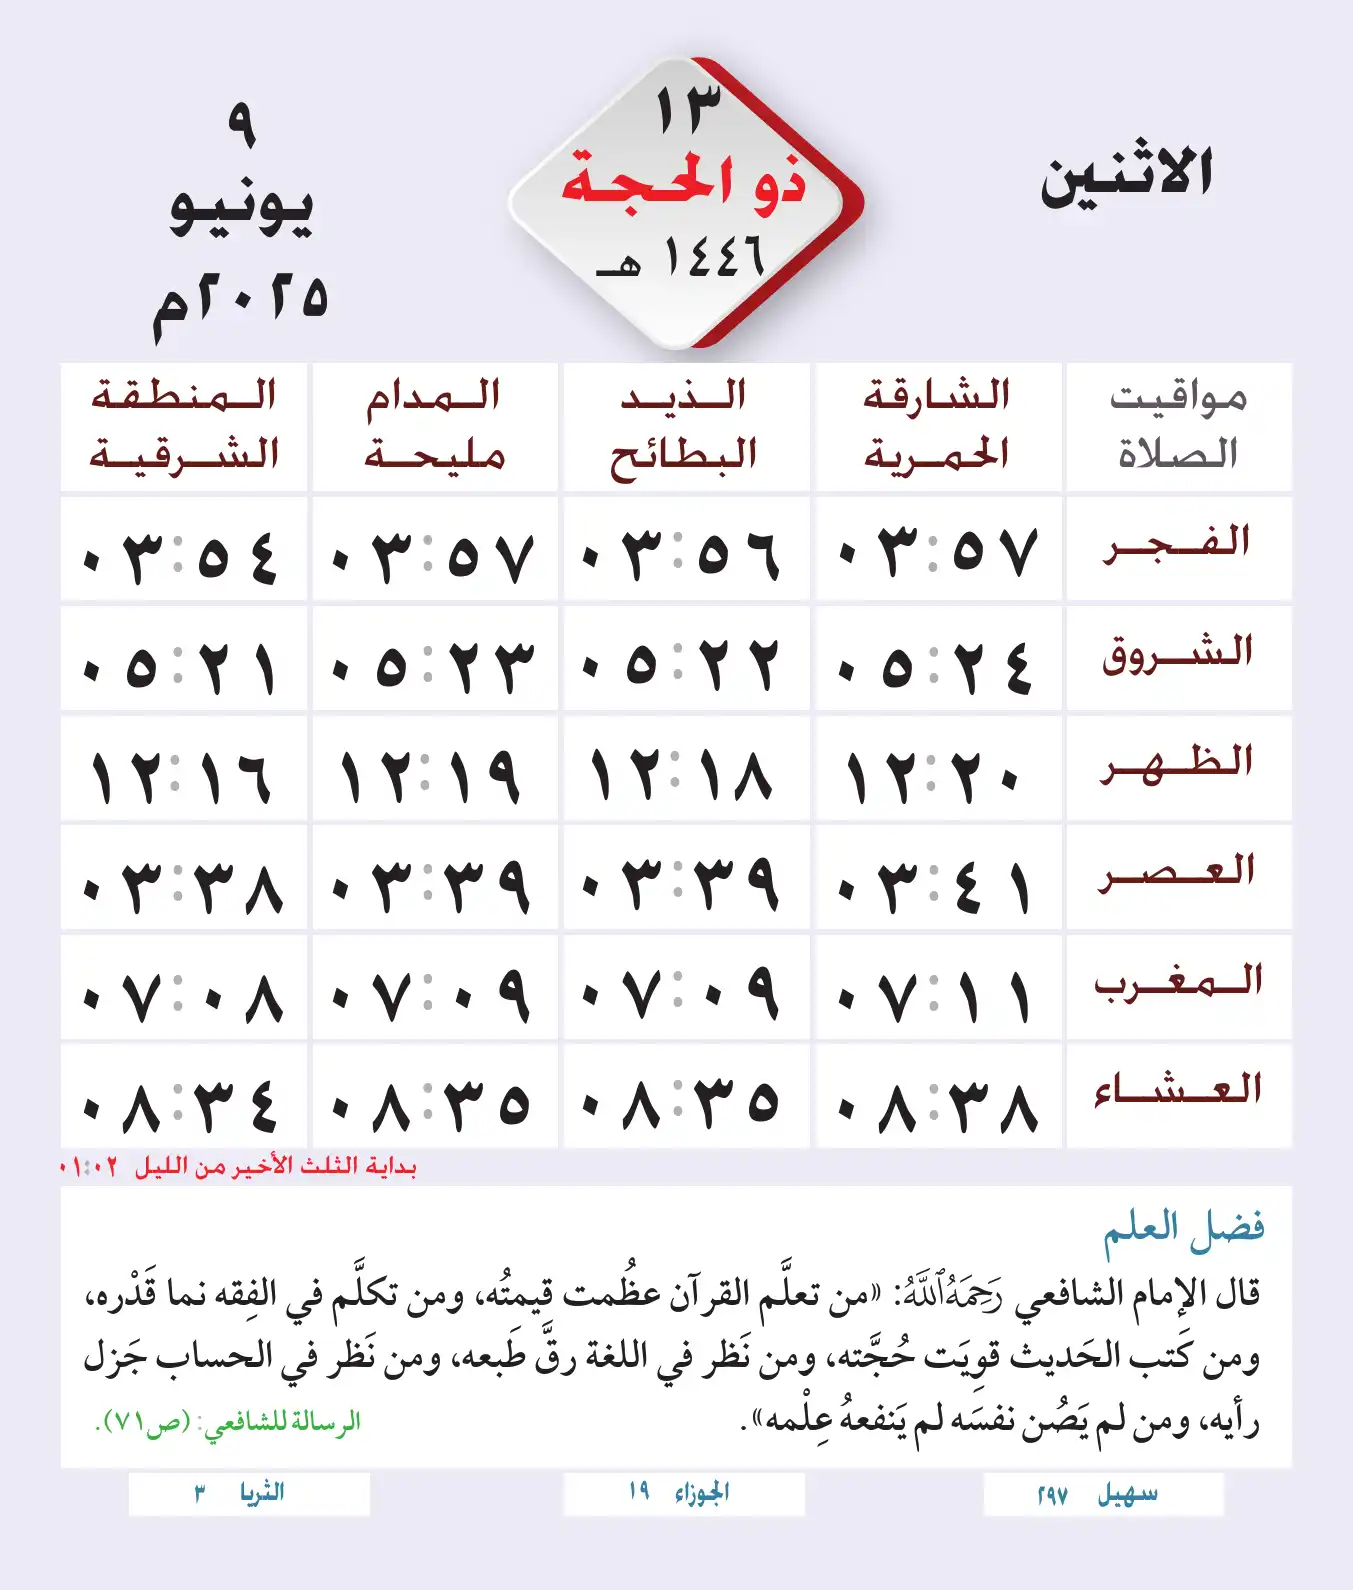 الاثنين
١٣
ذو الحجة
١٤٤٦ هـ
٩
يونيو
٢٠٢٥م
مواقيت الصلاة	الشارقة الحمرية	الذيد البطائح	المدام مليحة	المنطقة الشرقية
الفجر	٠٣:٥٧	٠٣:٥٦	٠٣:٥٧	٠٣:٥٤
الشروق	٠٥:٢٤	٠٥:٢٢	٠٥:٢٣	٠٥:٢١
الظهر	١٢:٢٠	١٢:١٨	١٢:١٩	١٢:١٦
العصر	٠٣:٤١	٠٣:٣٩	٠٣:٣٩	٠٣:٣٨
المغرب	٠٧:١١	٠٧:٠٩	٠٧:٠٩	٠٧:٠٨
العشاء	٠٨:٣٨	٠٨:٣٥	٠٨:٣٥	٠٨:٣٤
بداية الثلث الأخير من الليل ٠١:٠٢
فضل العلم
قال الإمام الشافعي رَحِمَهُ ٱللَّهُ: «من تعلَّم القرآن عظُمت قيمتُه، ومن تكلَّم في الفِقه نما قَدْره،
ومن كَتب الحَديث قوِيَت حُجَّته، ومن نَظر في اللغة رقَّ طَبعه، ومن نَظر في الحساب جَزل
رأيه، ومن لم يَصُن نفسَه لم يَنفعهُ عِلْمه».
الرسالة للشافعي: (ص٧١).
سهيل ٢٩٧	الجوزاء ١٩	الثريا ٣